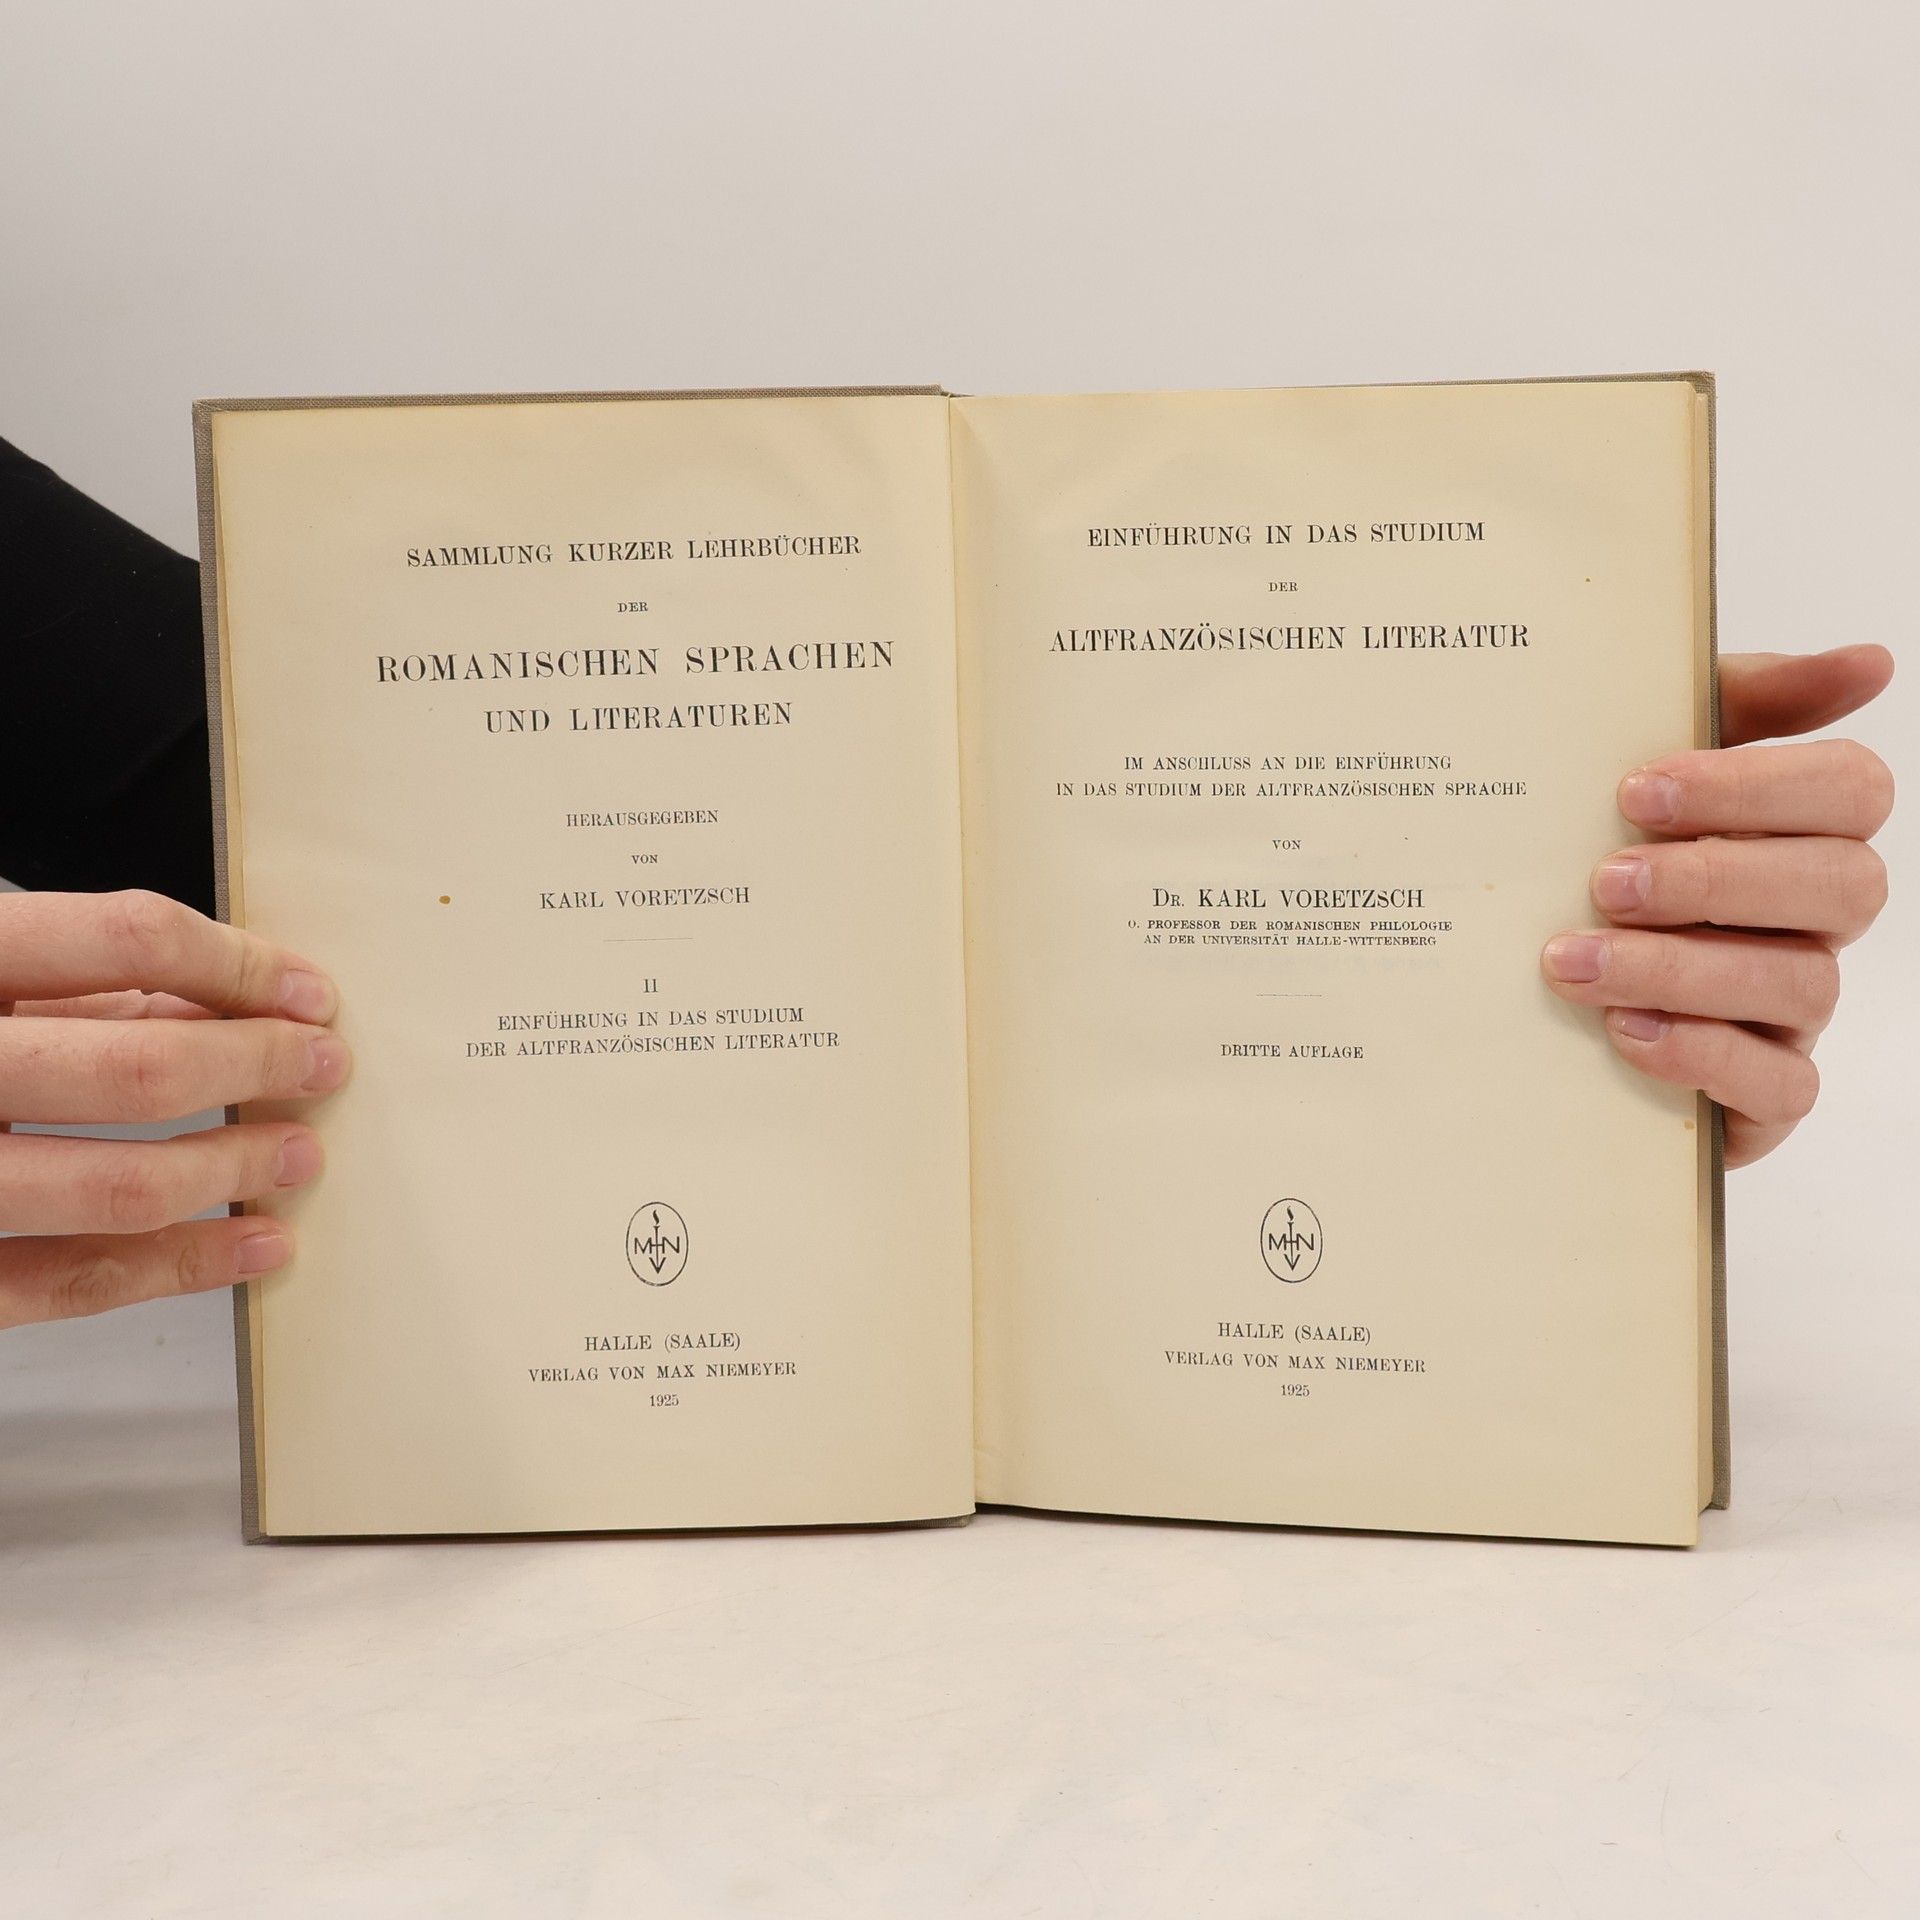 SAMMLUNG KURZER LEHRBÜCHER
DER
ROMANISCHEN SPRACHEN
UND LITERATUREN
HERAUSGEGEBEN
VON
KARL VORETZSCH
II
EINFÜHRUNG IN DAS STUDIUM
DER ALTFRANZÖSISCHEN LITERATUR
MN
HALLE (SAALE)
VERLAG VON MAX NIEMEYER
1925
EINFÜHRUNG IN DAS STUDIUM
DER
ALTFRANZÖSISCHEN LITERATUR
IM ANSCHLUSS AN DIE EINFÜHRUNG
IN DAS STUDIUM DER ALTFRANZÖSISCHEN SPRACHE
VON
DR. KARL VORETZSCH
O. PROFESSOR DER ROMANISCHEN PHILOLOGIE
AN DER UNIVERSITÄT HALLE-WITTENBERG
DRITTE AUFLAGE
MN
HALLE (SAALE)
VERLAG VON MAX NIEMEYER
1925